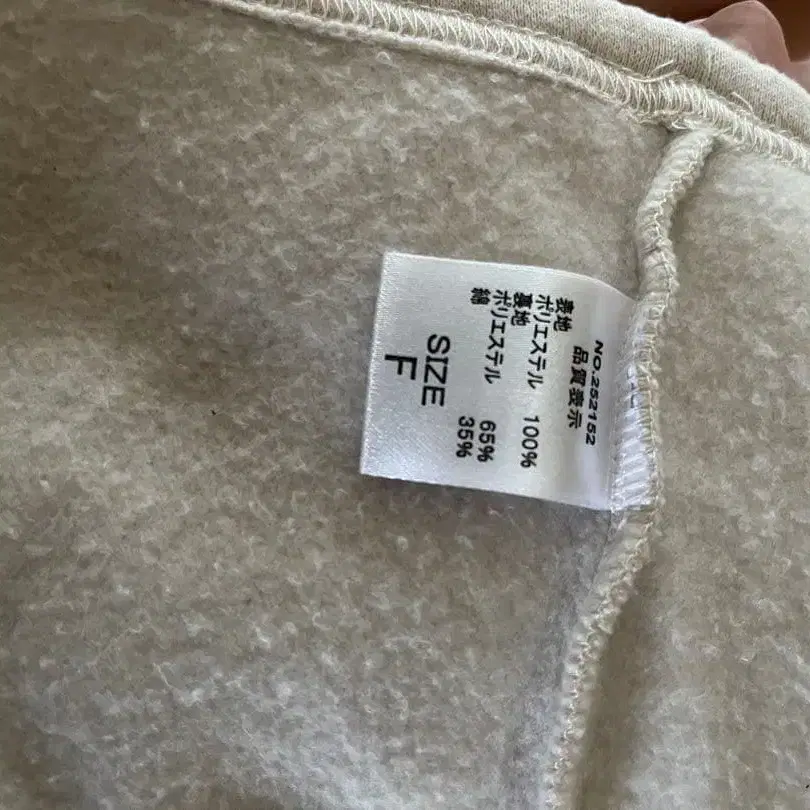 NO.252152
品質表示
表地
ポリエステル 100%
裏地
ポリエステル 65%
綿 35%
SIZE
F